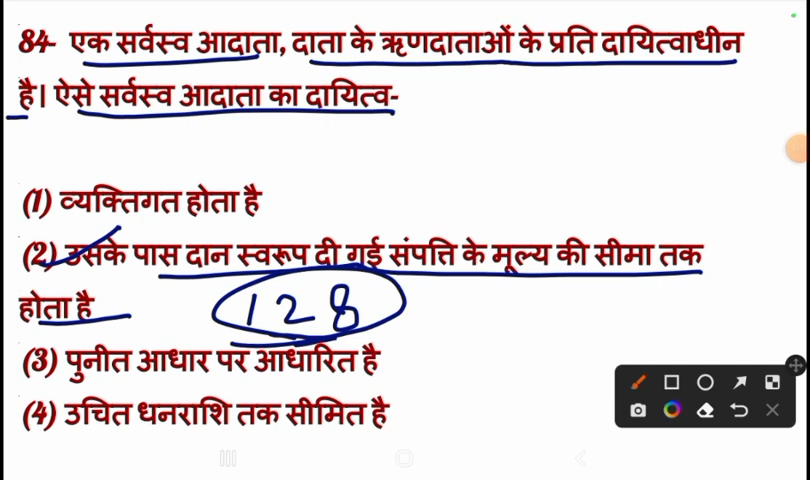 84- एक सर्वस्व आदाता, दाता के ऋणदाताओं के प्रति दायित्वाधीन
है। ऐसे सर्वस्व आदाता का दायित्व-
(1) व्यक्तिगत होता है
(2) उसके पास दान स्वरूप दी गई संपत्ति के मूल्य की सीमा तक
होता है
128
(3) पुनीत आधार पर आधारित है
(4) उचित धनराशि तक सीमित है